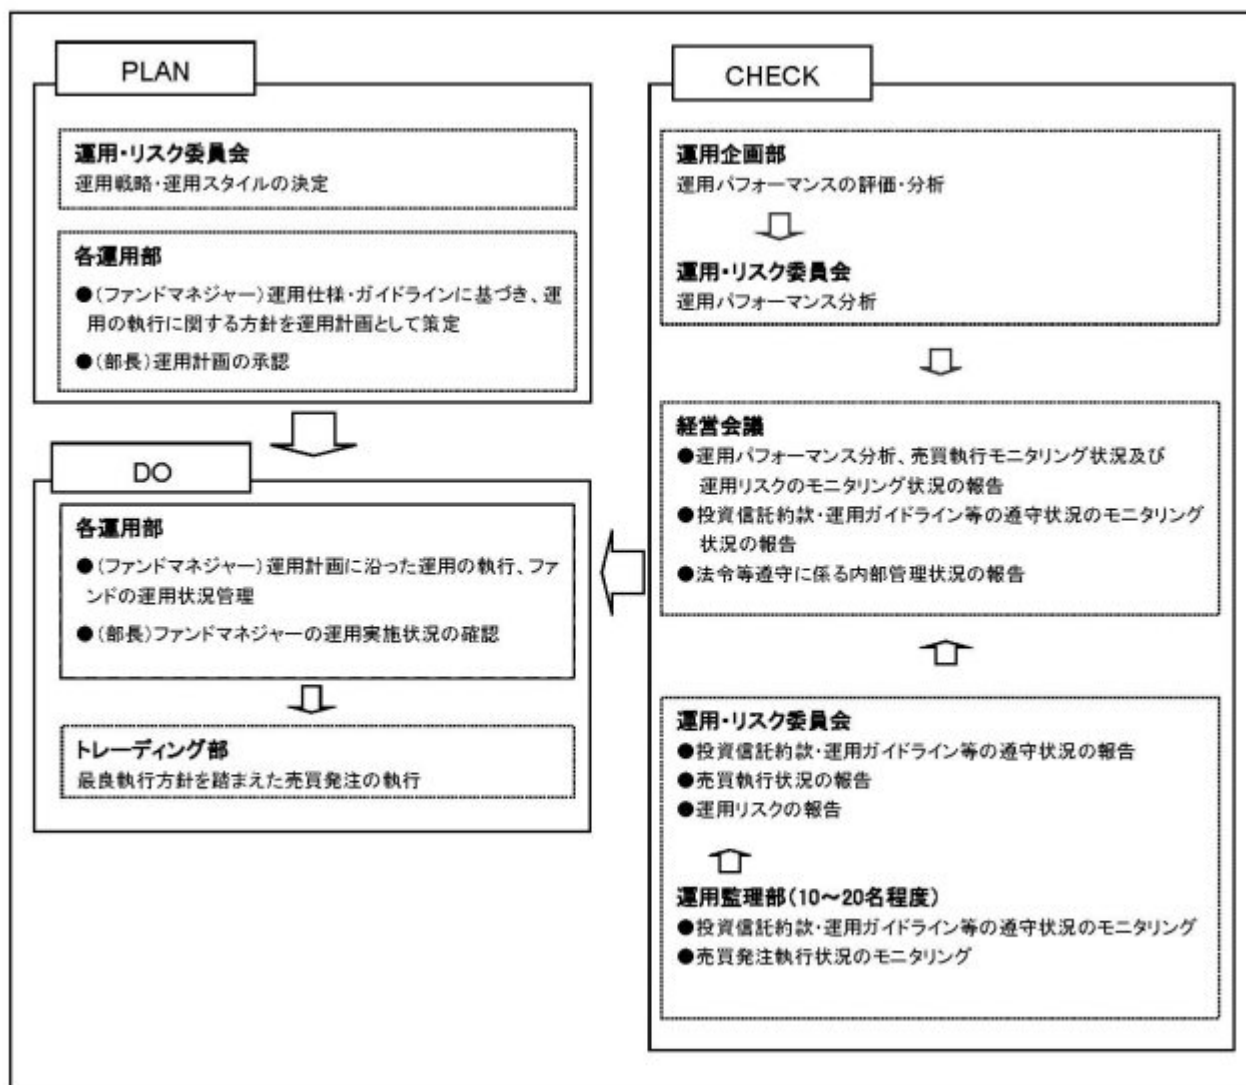 PLAN
運用・リスク委員会
運用戦略・運用スタイルの決定
各運用部
●(ファンドマネジャー)運用仕様・ガイドラインに基づき、運
用の執行に関する方針を運用計画として策定
●(部長)運用計画の承認
DO
各運用部
●(ファンドマネジャー)運用計画に沿った運用の執行、ファ
ンドの運用状況管理
●(部長)ファンドマネジャーの運用実施状況の確認
トレーディング部
最良執行方針を踏まえた売買発注の執行
CHECK
運用企画部
運用パフォーマンスの評価・分析
運用・リスク委員会
運用パフォーマンス分析
経営会議
●運用パフォーマンス分析、売買執行モニタリング状況及び
運用リスクのモニタリング状況の報告
●投資信託約款・運用ガイドライン等の遵守状況のモニタリング
状況の報告
●法令等遵守に係る内部管理状況の報告
運用・リスク委員会
●投資信託約款・運用ガイドライン等の遵守状況の報告
●売買執行状況の報告
●運用リスクの報告
運用監理部(10~20名程度)
●投資信託約款・運用ガイドライン等の遵守状況のモニタリング
●売買発注執行状況のモニタリング